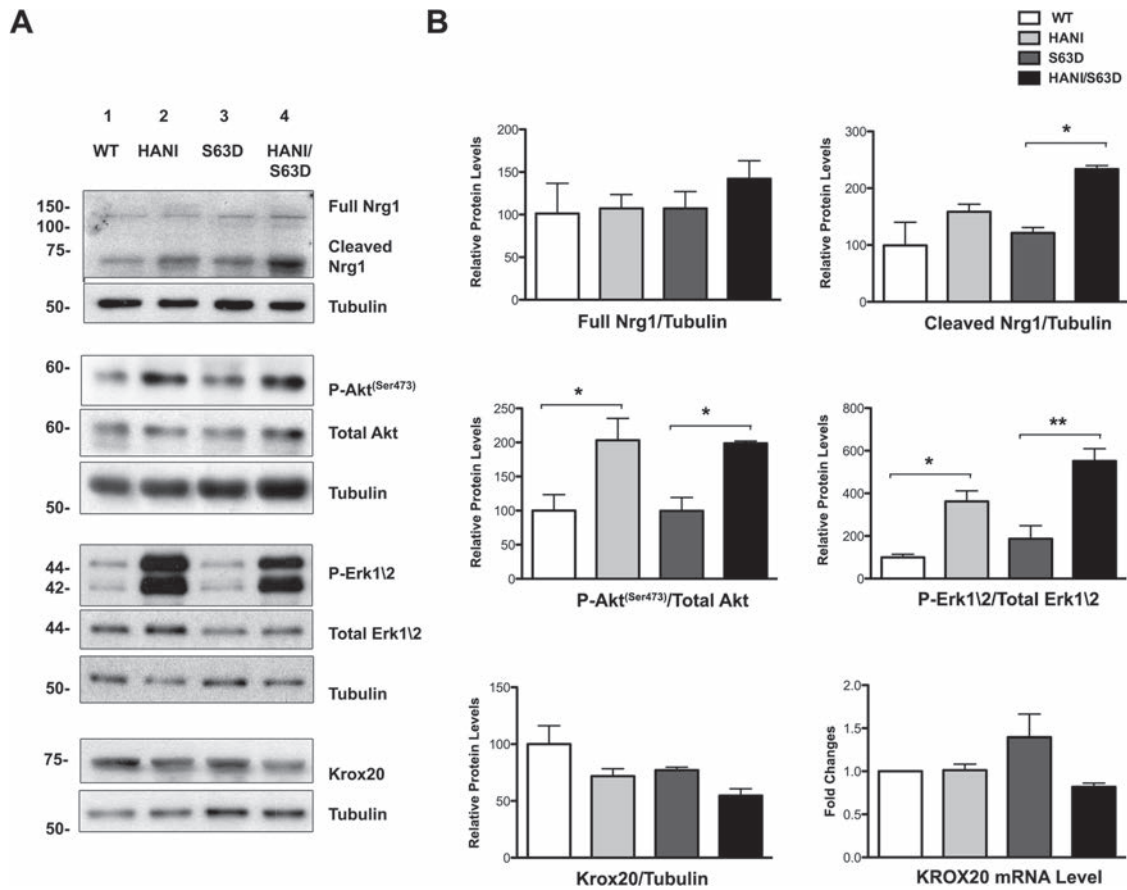 A
1 2 3 4
WT HANI S63D HANI/
S63D
150-
100-
75-
Full Nrg1
Cleaved
Nrg1
50-
Tubulin
60-
P-Akt(Ser473)
60-
Total Akt
50-
Tubulin
44-
42-
P-Erk1\2
44-
Total Erk1\2
50-
Tubulin
75-
Krox20
50-
Tubulin
B
WT
HANI
S63D
HANI/S63D
Relative Protein Levels
200
150
100
50
0
Full Nrg1/Tubulin
Relative Protein Levels
300
200
100
0
*
Cleaved Nrg1/Tubulin
Relative Protein Levels
250
200
150
100
50
0
*
*
P-Akt(Ser473)/Total Akt
Relative Protein Levels
800
600
400
200
0
*
**
P-Erk1\2/Total Erk1\2
Relative Protein Levels
150
100
50
0
Krox20/Tubulin
Fold Changes
2.0
1.5
1.0
0.5
0.0
KROX20 mRNA Level